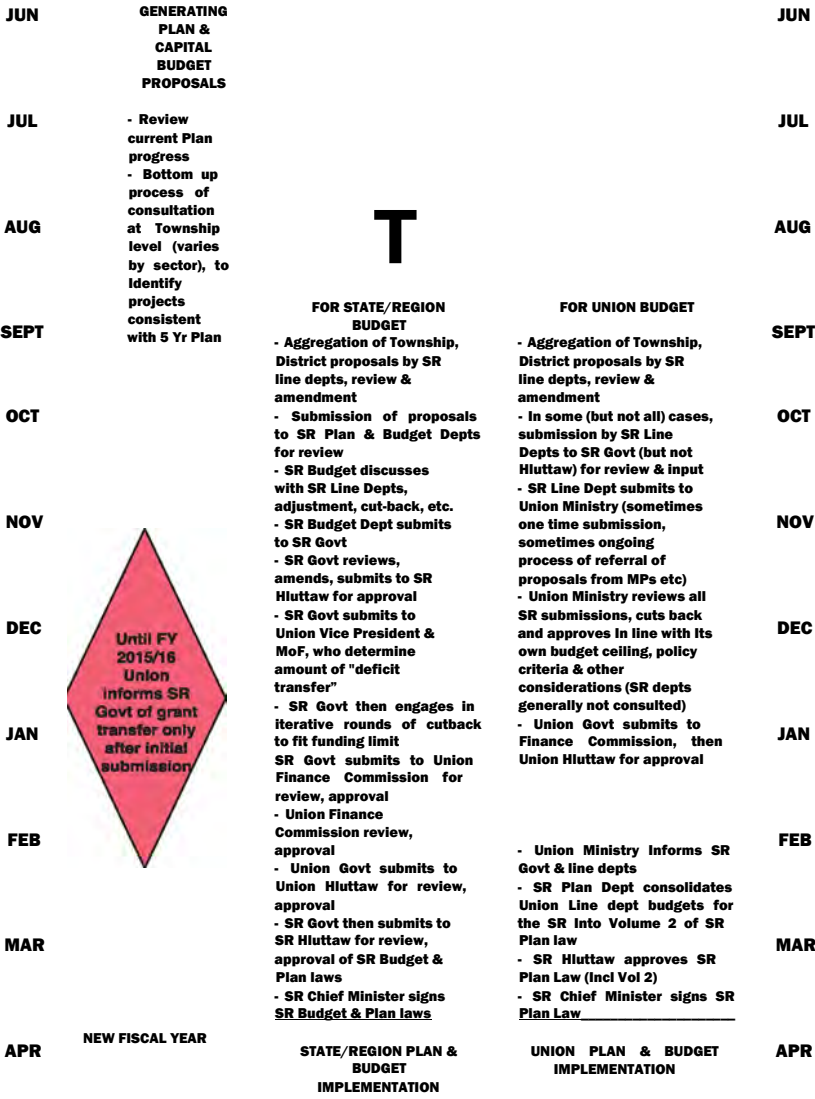 JUN
JUL
AUG
SEPT
OCT
NOV
DEC
JAN
FEB
MAR
APR
GENERATING
PLAN &
CAPITAL
BUDGET
PROPOSALS
- Review
current Plan
progress
- Bottom up
process of
consultation
at Township
level (varies
by sector), to
Identify
projects
consistent
with 5 Yr Plan
Until FY
2015/16
Union
informs SR
Govt of grant
transfer only
after initial
submission
NEW FISCAL YEAR
T
FOR STATE/REGION
BUDGET
- Aggregation of Township,
District proposals by SR
line depts, review &
amendment
- Submission of proposals
to SR Plan & Budget Depts
for review
- SR Budget discusses
with SR Line Depts,
adjustment, cut-back, etc.
- SR Budget Dept submits
to SR Govt
- SR Govt reviews,
amends, submits to SR
Hluttaw for approval
- SR Govt submits to
Union Vice President &
MoF, who determine
amount of "deficit
transfer”
- SR Govt then engages in
iterative rounds of cutback
to fit funding limit
SR Govt submits to Union
Finance Commission for
review, approval
- Union Finance
Commission review,
approval
- Union Govt submits to
Union Hluttaw for review,
approval
- SR Govt then submits to
SR Hluttaw for review,
approval of SR Budget &
Plan laws
- SR Chief Minister signs
SR Budget & Plan laws
STATE/REGION PLAN &
BUDGET
IMPLEMENTATION
FOR UNION BUDGET
- Aggregation of Township,
District proposals by SR
line depts, review &
amendment
- In some (but not all) cases,
submission by SR Line
Depts to SR Govt (but not
Hluttaw) for review & input
- SR Line Dept submits to
Union Ministry (sometimes
one time submission,
sometimes ongoing
process of referral of
proposals from MPs etc)
- Union Ministry reviews all
SR submissions, cuts back
and approves In line with Its
own budget ceiling, policy
criteria & other
considerations (SR depts
generally not consulted)
- Union Govt submits to
Finance Commission, then
Union Hluttaw for approval
- Union Ministry Informs SR
Govt & line depts
- SR Plan Dept consolidates
Union Line dept budgets for
the SR Into Volume 2 of SR
Plan law
- SR Hluttaw approves SR
Plan Law (Incl Vol 2)
- SR Chief Minister signs SR
Plan Law
UNION PLAN & BUDGET
IMPLEMENTATION
JUN
JUL
AUG
SEPT
OCT
NOV
DEC
JAN
FEB
MAR
APR